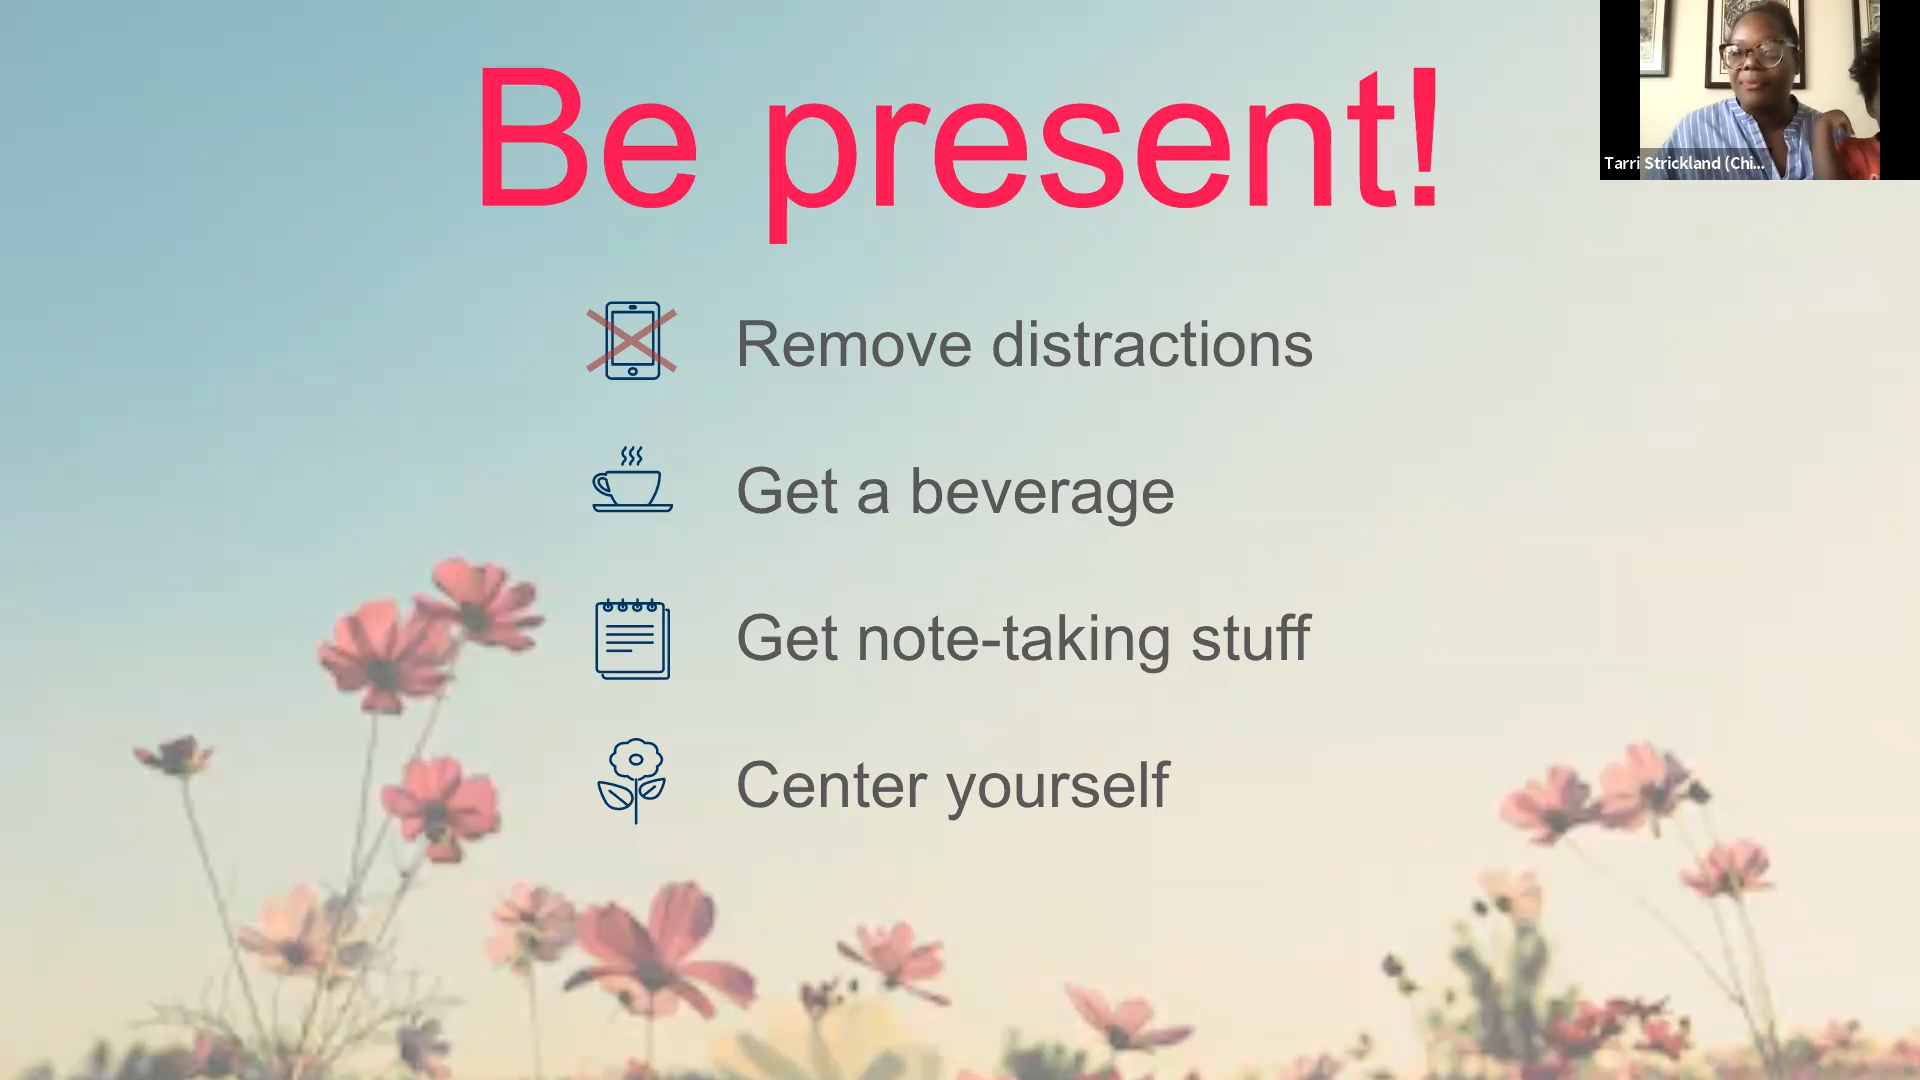 Be present!
Tarri Strickland (Chi...
Remove distractions
Get a beverage
Get note-taking stuff
Center yourself